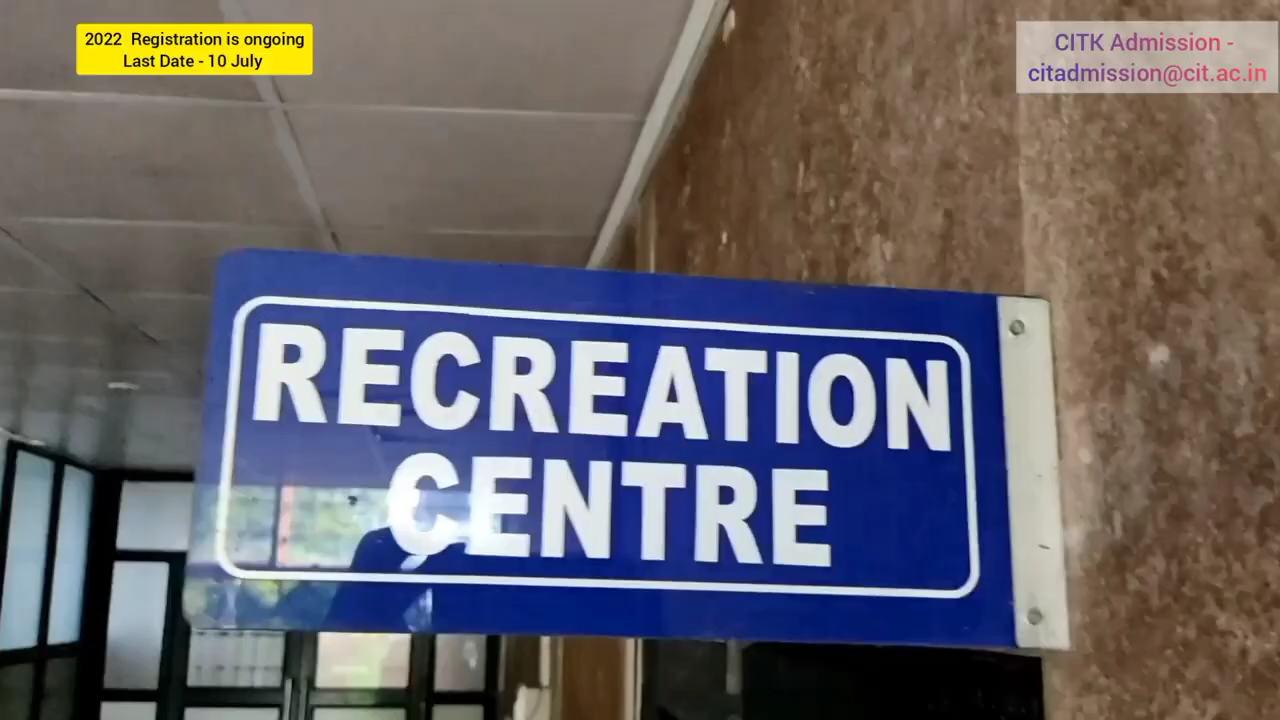 2022 Registration is ongoing
Last Date - 10 July
CITK Admission -
citadmission@cit.ac.in
RECREATION
CENTRE